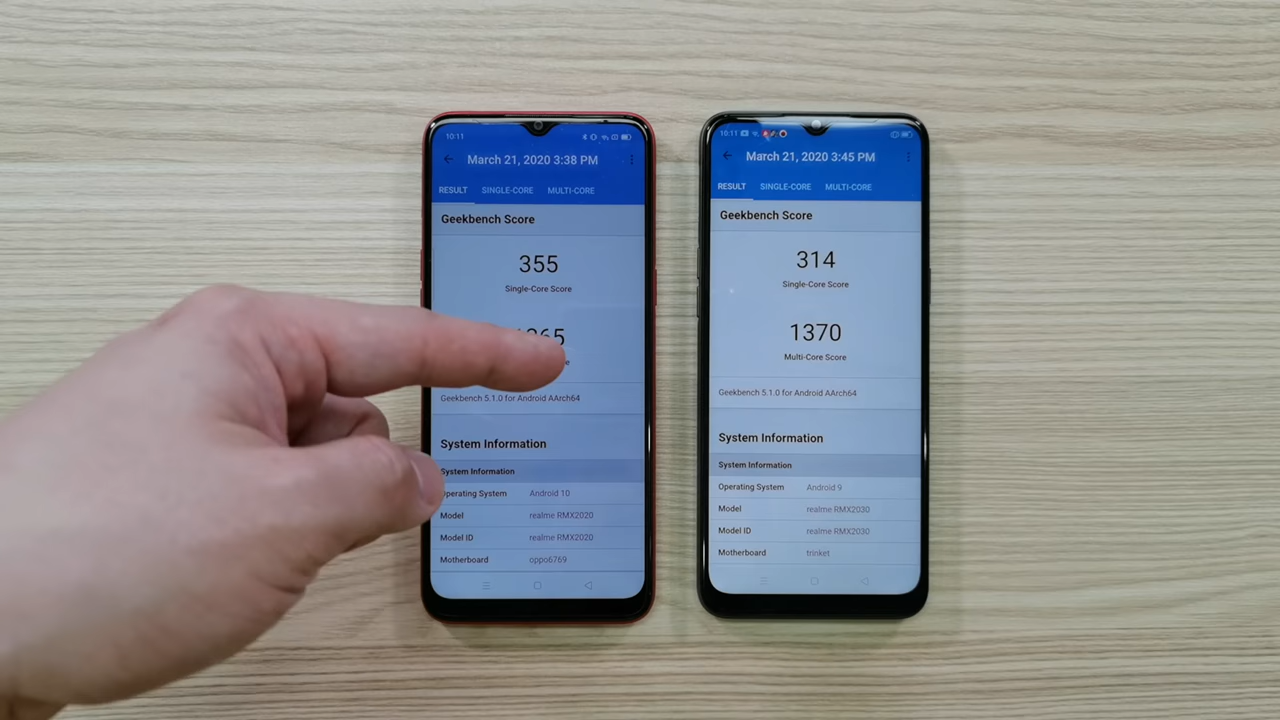 10:11
March 21, 2020 3:38 PM
RESULT SINGLE-CORE MULTI-CORE
Geekbench Score
355
Single-Core Score
Geekbench 5.1.0 for Android AArch64
System Information
System Information
Operating System Android 10
Model realme RMX2020
Model ID realme RMX2020
Motherboard oppo6769
10:11
March 21, 2020 3:45 PM
RESULT SINGLE-CORE MULTI-CORE
Geekbench Score
314
Single-Core Score
1370
Multi-Core Score
Geekbench 5.1.0 for Android AArch64
System Information
System Information
Operating System Android 9
Model realme RMX2030
Model ID realme RMX2030
Motherboard trinket